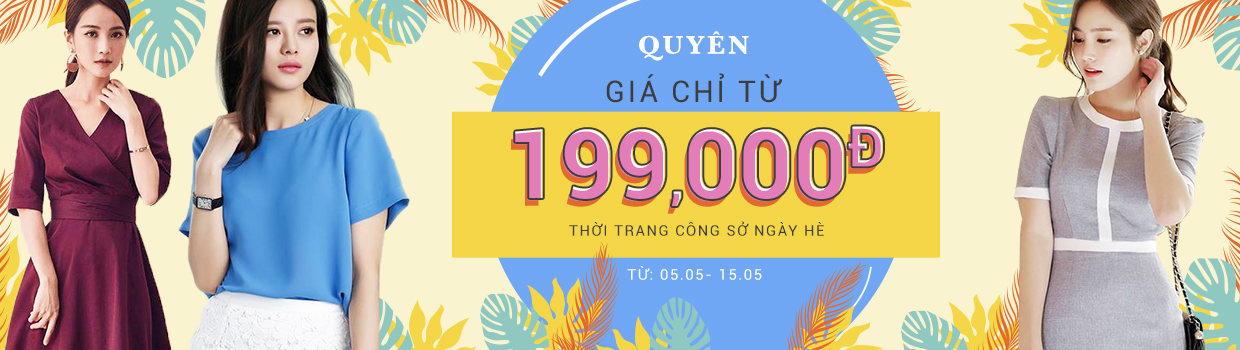 QUYÊN
GIÁ CHỈ TỪ
199,000Đ
THỜI TRANG CÔNG SỞ NGÀY HÈ
TỪ: 05.05- 15.05